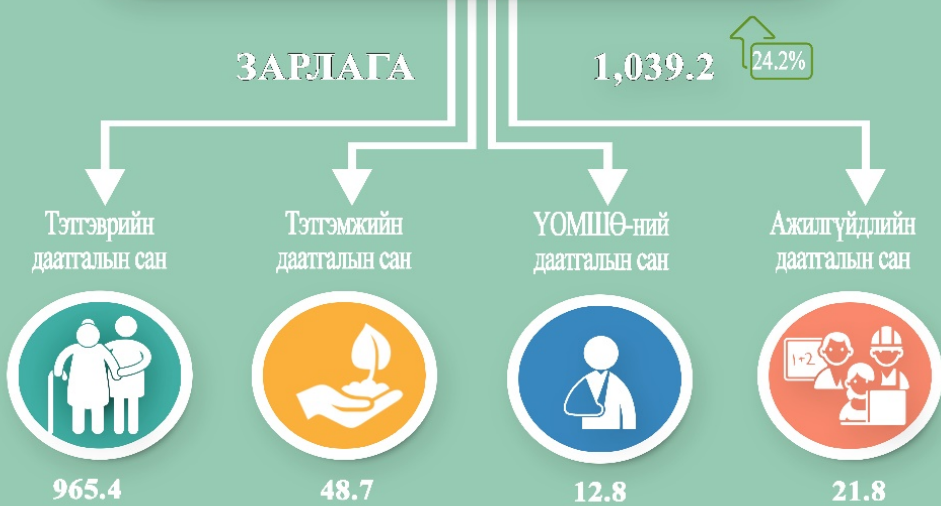 ЗАРЛАГА 1,039.2 24.2%
Тэтгэврийн
даатгалын сан
Тэтгэмжийн
даатгалын сан
ҮОМШӨ-ний
даатгалын сан
Ажилгүйдлийн
даатгалын сан
1+2
965.4 48.7 12.8 21.8